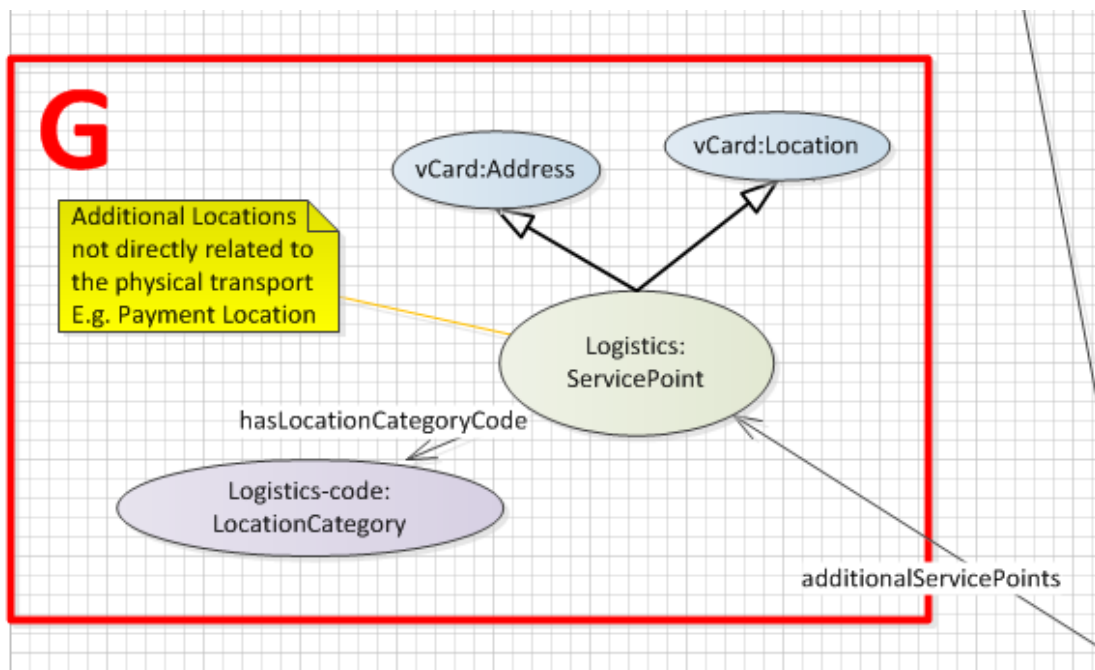 G
vCard:Address
vCard:Location
Additional Locations
not directly related to
the physical transport
E.g. Payment Location
Logistics:
ServicePoint
hasLocationCategoryCode
Logistics-code:
LocationCategory
additionalServicePoints